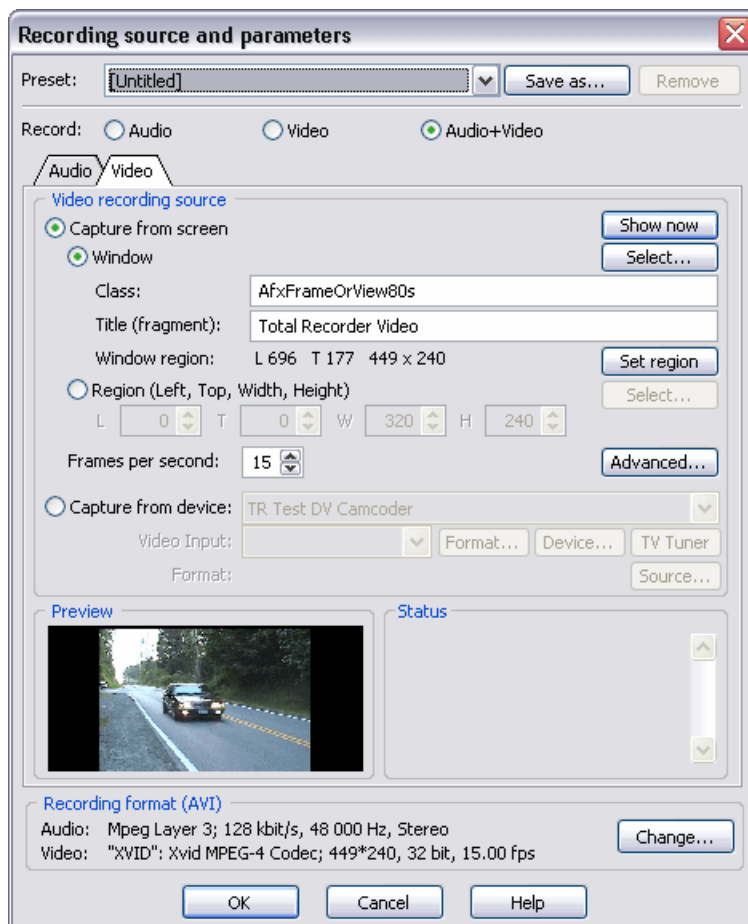 Recording source and parameters
Preset: [Untitled] Save as... Remove
Record: Audio Video Audio+Video
Audio Video
Video recording source
Capture from screen Show now
Window Select...
Class: AfxFrameOrView80s
Title (fragment): Total Recorder Video
Window region: L 696 T 177 449 x 240 Set region
Region (Left, Top, Width, Height) Select...
L 0 T 0 W 320 H 240
Frames per second: 15 Advanced...
Capture from device: TR Test DV Camcoder
Video Input: Format... Device... TV Tuner
Format: Source...
Preview Status
Recording format (AVI)
Audio: Mpeg Layer 3; 128 kbit/s, 48 000 Hz, Stereo Change...
Video: "XVID": Xvid MPEG-4 Codec; 449*240, 32 bit, 15.00 fps
OK Cancel Help